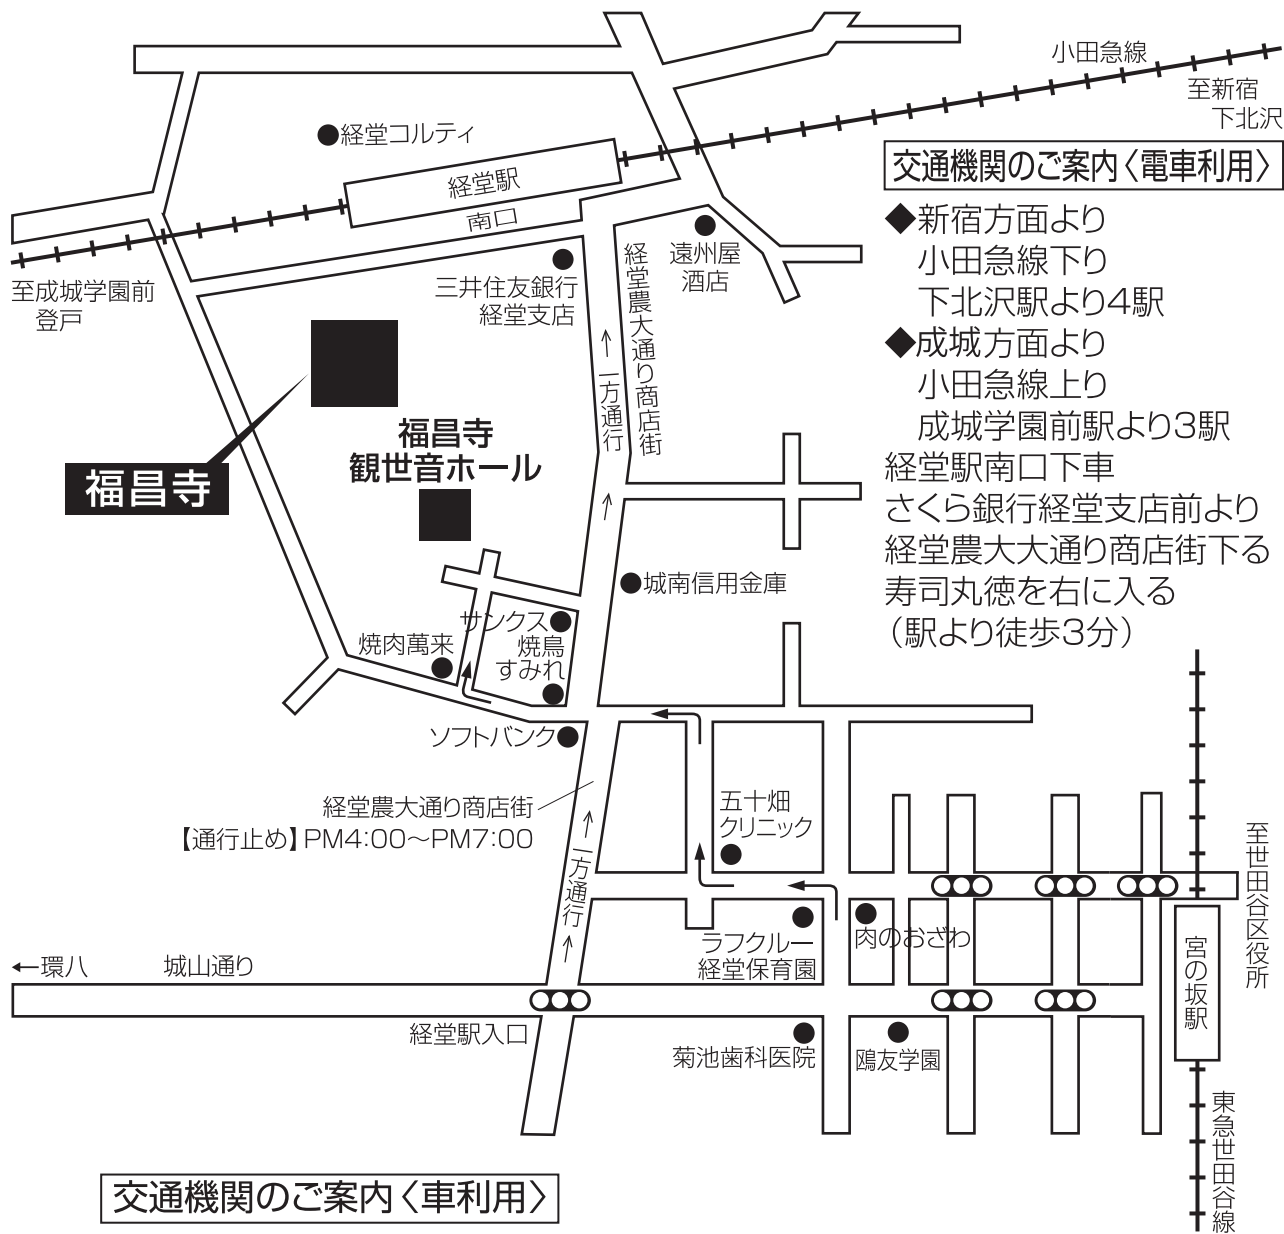 小田急線
至新宿
下北沢
経堂コルティ
経堂駅
南口
遠州屋
酒店
至成城学園前
登戸
三井住友銀行
経堂支店
経堂農大通り商店街
↑一方通行↑
福昌寺
福昌寺
観世音ホール
城南信用金庫
サンクス
焼鳥
すみれ
焼肉萬来
ソフトバンク
経堂農大通り商店街
【通行止め】PM4:00〜PM7:00
↑一方通行↑
五十畑
クリニック
ラフクルー
経堂保育園
肉のおざわ
←環八
城山通り
経堂駅入口
菊池歯科医院
鴎友学園
至世田谷区役所
宮の坂駅
東急世田谷線
交通機関のご案内〈電車利用〉
◆新宿方面より
小田急線下り
下北沢駅より4駅
◆成城方面より
小田急線上り
成城学園前駅より3駅
経堂駅南口下車
さくら銀行経堂支店前より
経堂農大大通り商店街下る
寿司丸徳を右に入る
（駅より徒歩3分）
交通機関のご案内〈車利用〉